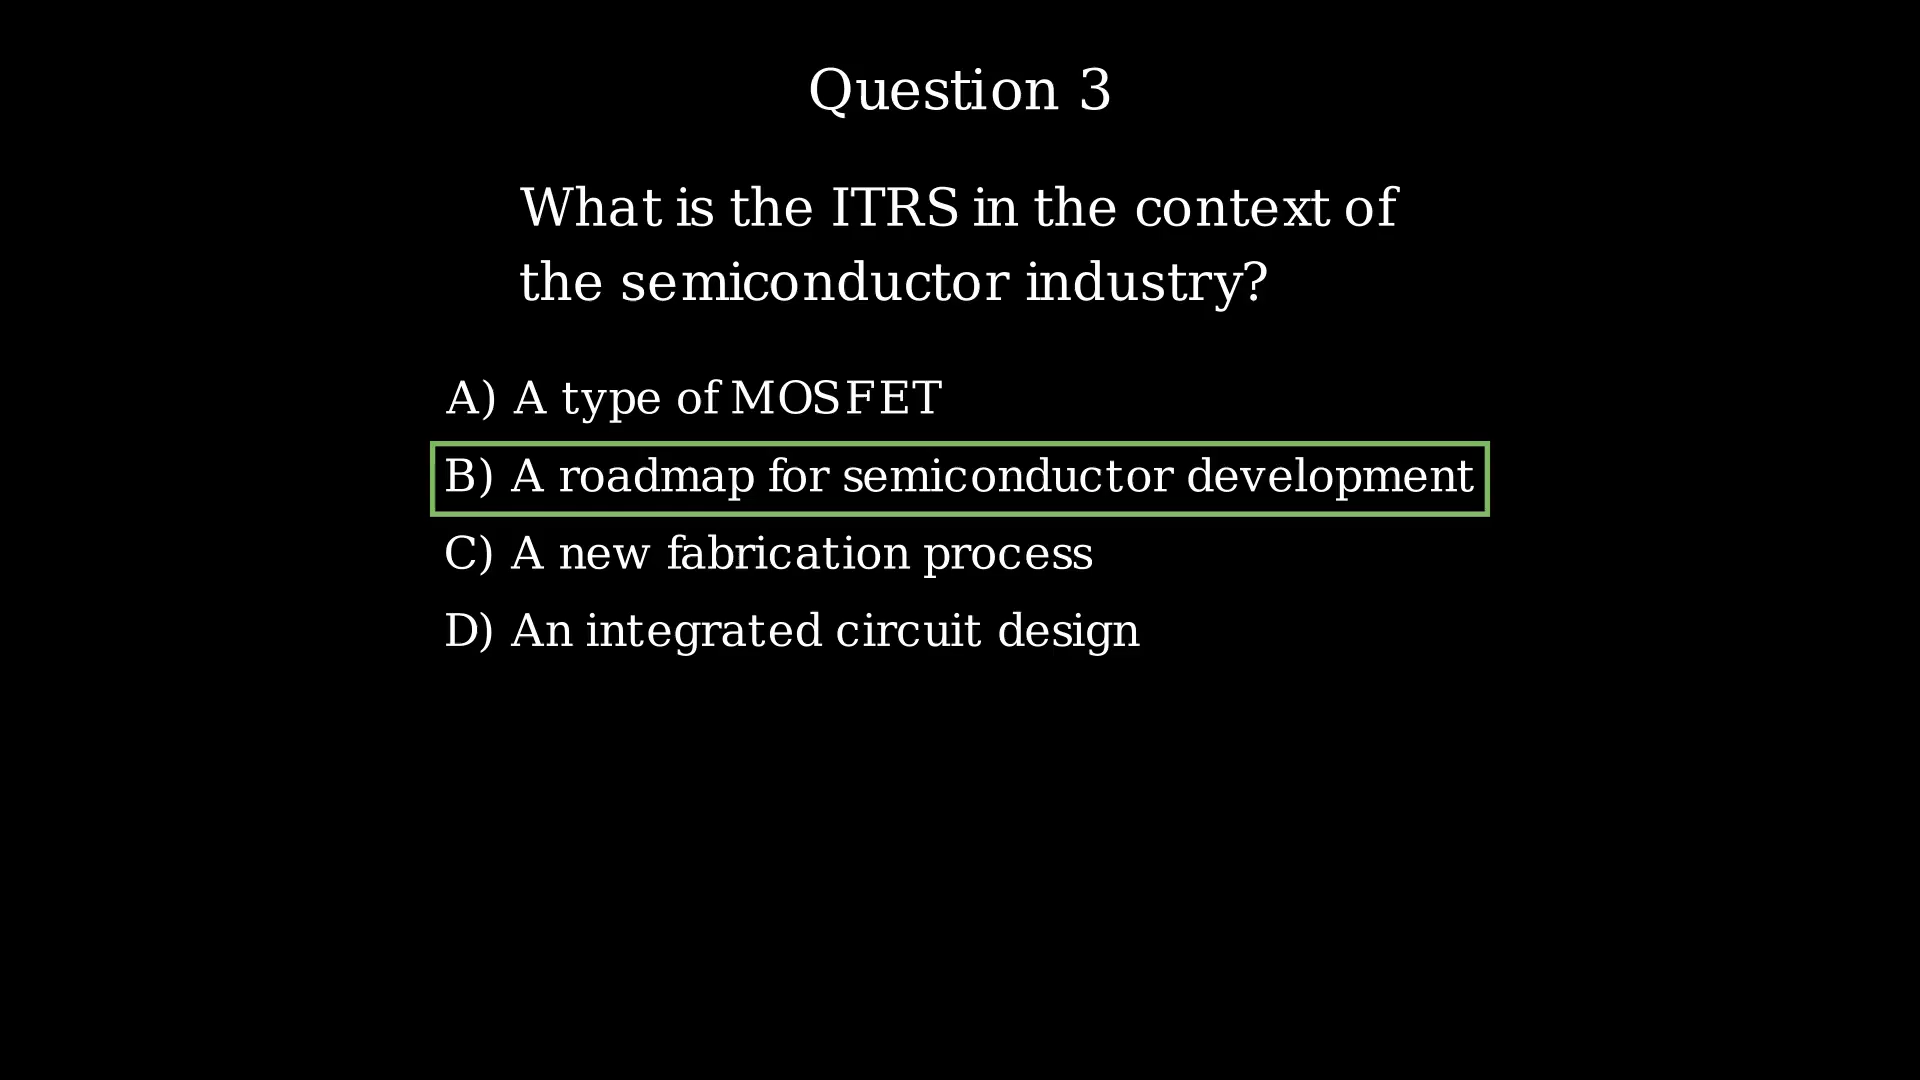 Question 3
What is the ITRS in the context of
the semiconductor industry?
A) A type of MOSFET
B) A roadmap for semiconductor development
C) A new fabrication process
D) An integrated circuit design